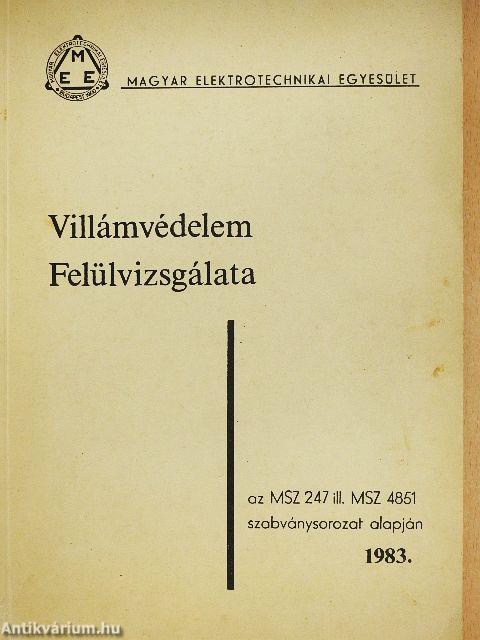 MAGYAR ELEKTROTECHNIKAI EGYESÜLET
M
E E
Villámvédelem
Felülvizsgálata
az MSZ 247 ill. MSZ 4851
szabványsorozat alapján
1983.
Antikvárium.hu